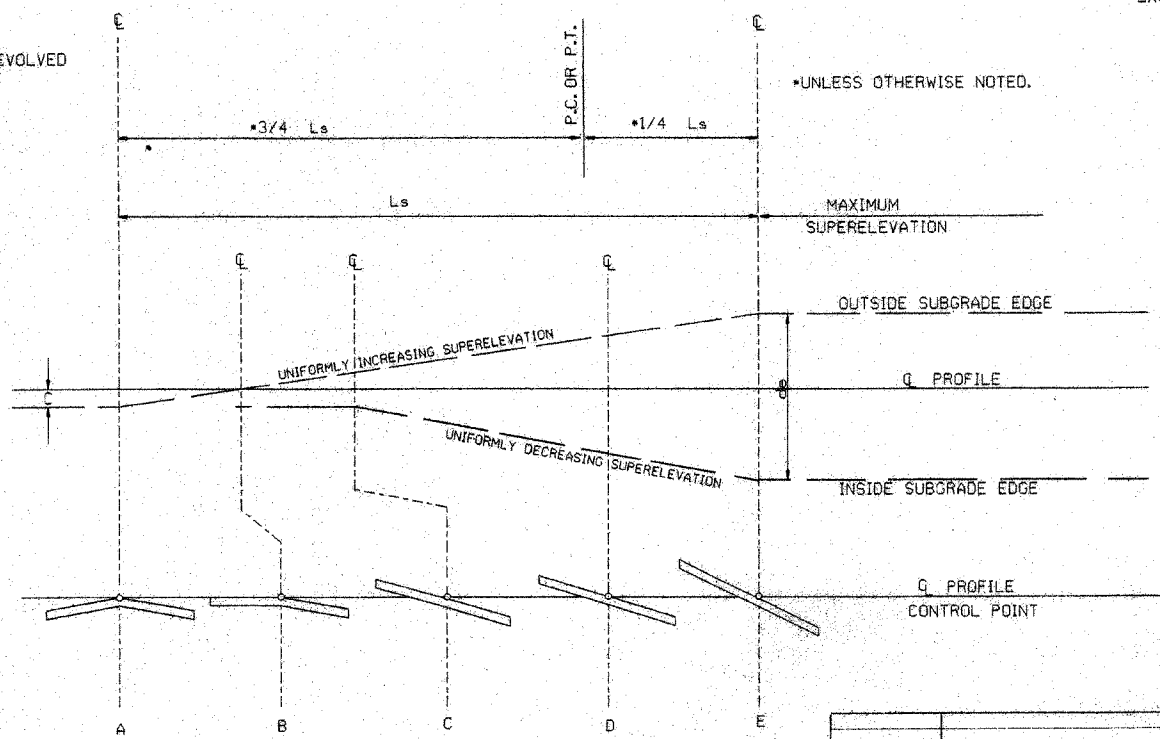 ℄
℄
EVOLVED
P.C. OR P.T.
*UNLESS OTHERWISE NOTED.
*3/4 Ls
*1/4 Ls
Ls
MAXIMUM
SUPERELEVATION
℄
℄
℄
OUTSIDE SUBGRADE EDGE
UNIFORMLY INCREASING SUPERELEVATION
℄ PROFILE
C
UNIFORMLY DECREASING SUPERELEVATION
INSIDE SUBGRADE EDGE
℄ PROFILE
CONTROL POINT
A
B
C
D
E